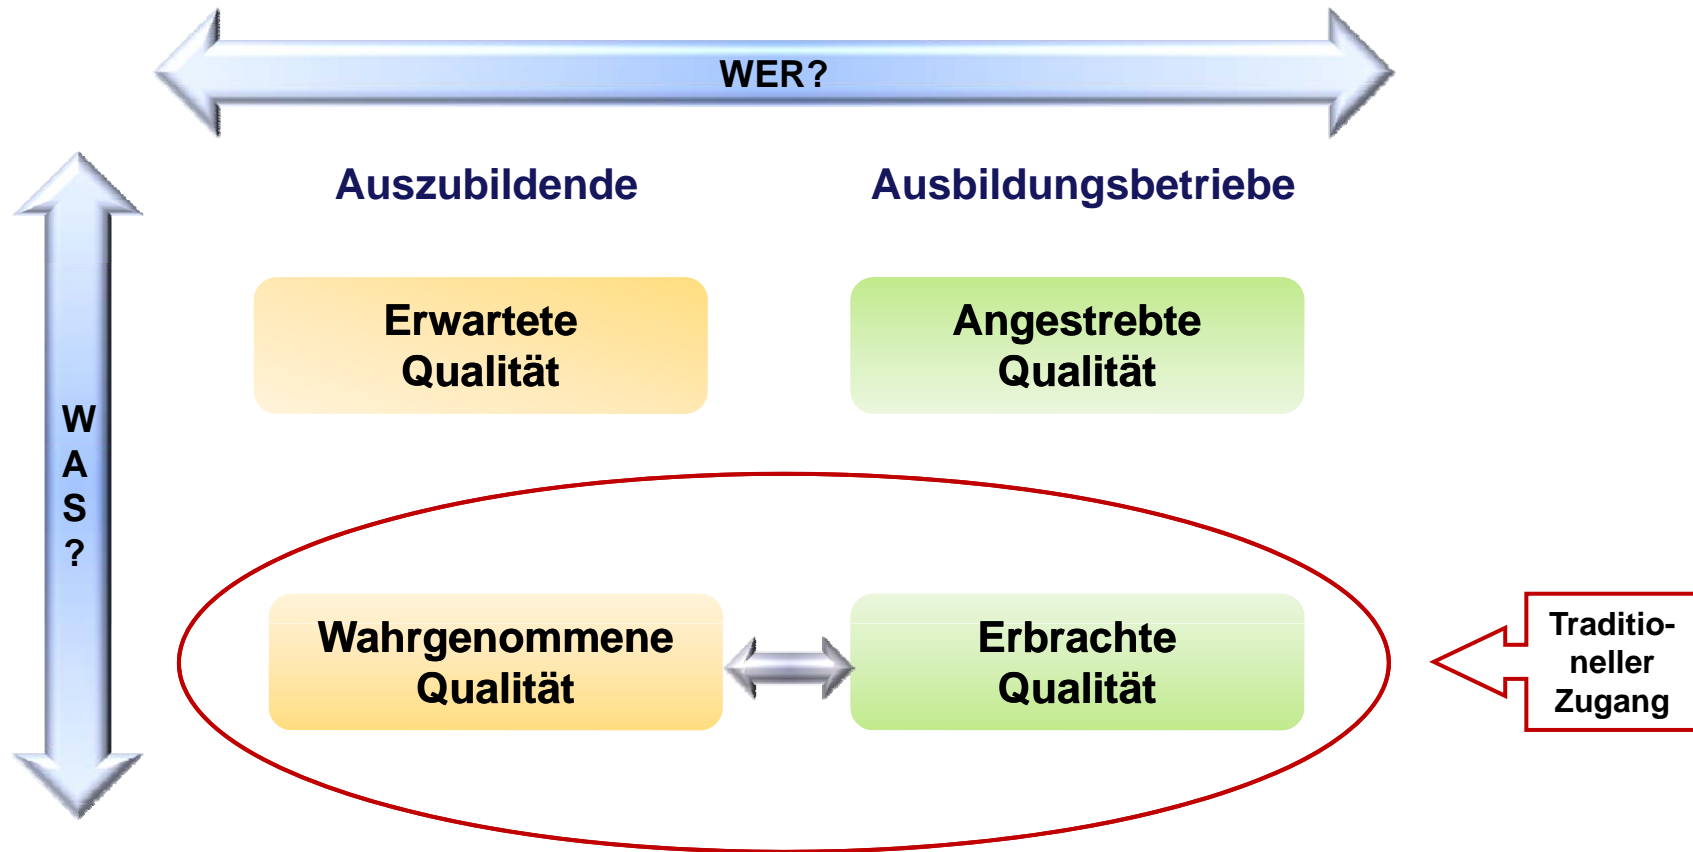 WER?
Auszubildende
Ausbildungsbetriebe
Erwartete
Qualität
Angestrebte
Qualität
W
A
S
?
Wahrgenommene
Qualität
Erbrachte
Qualität
Traditio-
neller
Zugang